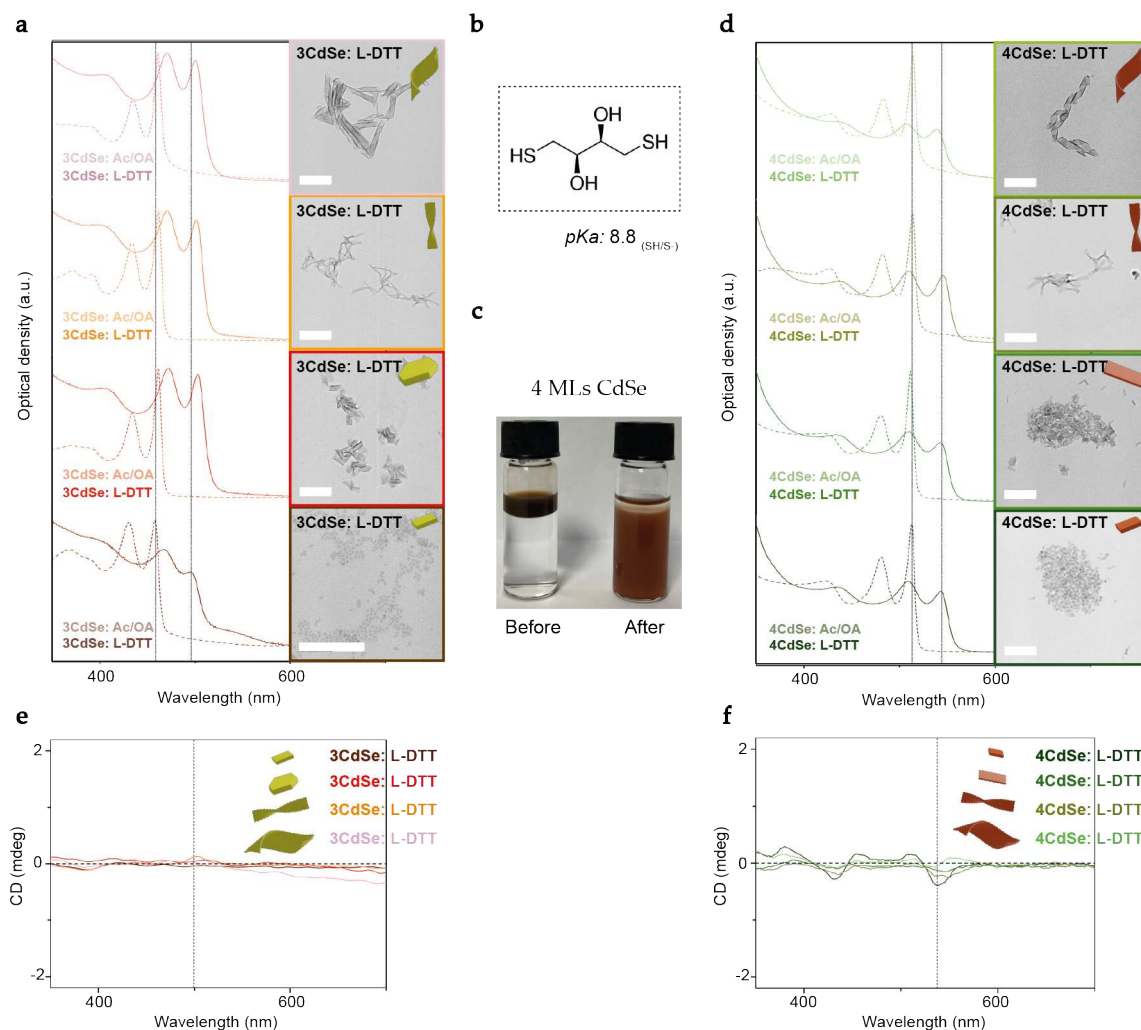 a
Optical density (a.u.)
3CdSe: L-DTT
3CdSe: Ac/OA
3CdSe: L-DTT
3CdSe: L-DTT
3CdSe: Ac/OA
3CdSe: L-DTT
3CdSe: L-DTT
3CdSe: Ac/OA
3CdSe: L-DTT
3CdSe: L-DTT
3CdSe: Ac/OA
3CdSe: L-DTT
400
600
Wavelength (nm)
b
OH
SH
HS
OH
pKa: 8.8 (SH/S-)
c
4 MLs CdSe
Before
After
d
Optical density (a.u.)
4CdSe: L-DTT
4CdSe: Ac/OA
4CdSe: L-DTT
4CdSe: L-DTT
4CdSe: Ac/OA
4CdSe: L-DTT
4CdSe: L-DTT
4CdSe: Ac/OA
4CdSe: L-DTT
4CdSe: L-DTT
4CdSe: Ac/OA
4CdSe: L-DTT
400
600
Wavelength (nm)
e
CD (mdeg)
2
0
-2
3CdSe: L-DTT
3CdSe: L-DTT
3CdSe: L-DTT
3CdSe: L-DTT
400
600
Wavelength (nm)
f
CD (mdeg)
2
0
-2
4CdSe: L-DTT
4CdSe: L-DTT
4CdSe: L-DTT
4CdSe: L-DTT
400
600
Wavelength (nm)